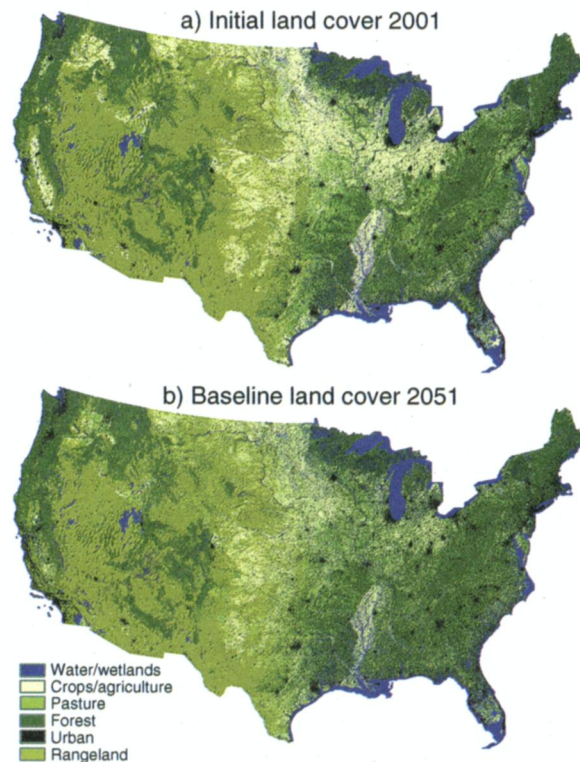 a) Initial land cover 2001
b) Baseline land cover 2051
Water/wetlands
Crops/agriculture
Pasture
Forest
Urban
Rangeland